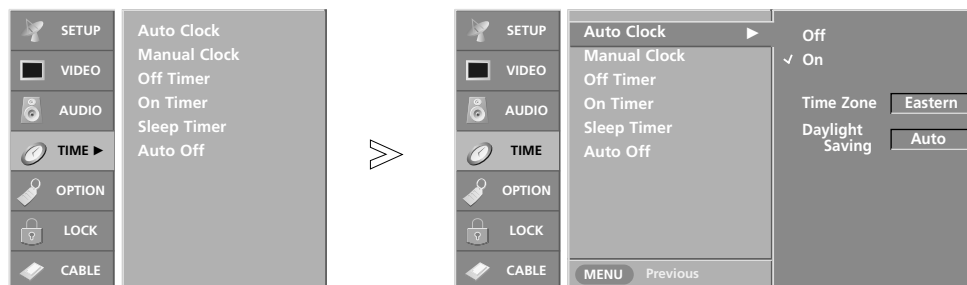 SETUP
VIDEO
AUDIO
TIME ►
OPTION
LOCK
CABLE
Auto Clock
Manual Clock
Off Timer
On Timer
Sleep Timer
Auto Off
SETUP
VIDEO
AUDIO
TIME
OPTION
LOCK
CABLE
Auto Clock ►
Manual Clock
Off Timer
On Timer
Sleep Timer
Auto Off
MENU Previous
Off
✓ On
Time Zone Eastern
Daylight
Saving Auto